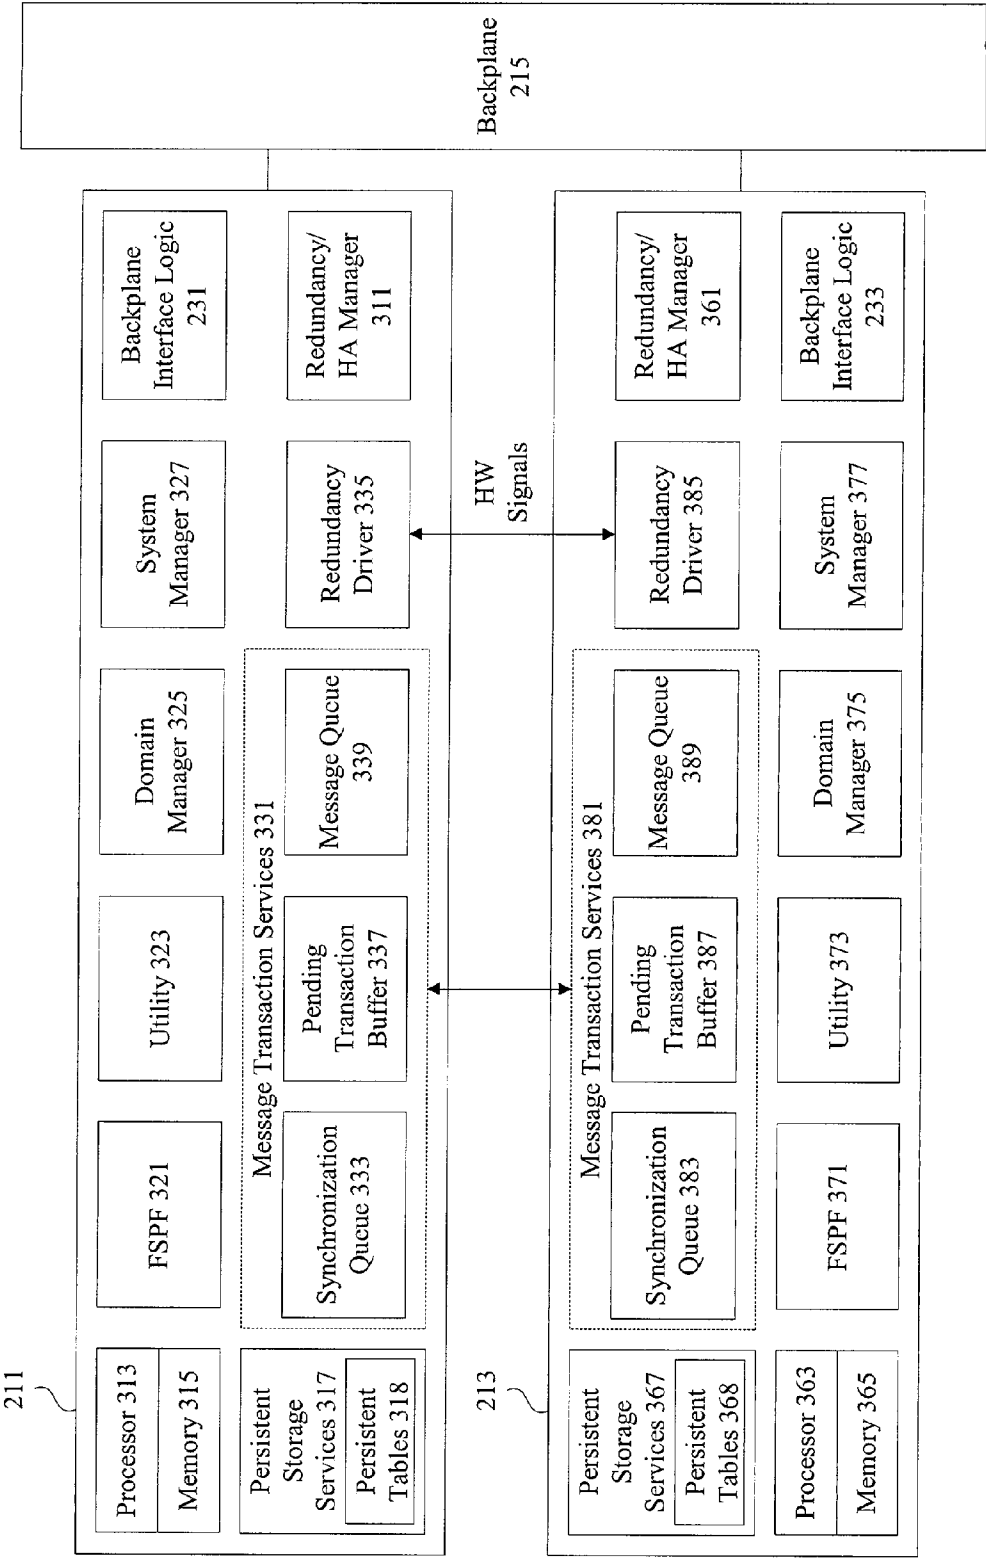 211
Processor 313
Memory 315
FSPF 321
Utility 323
Domain
Manager 325
System
Manager 327
Backplane
Interface Logic
231
Persistent
Storage
Services 317
Persistent
Tables 318
Message Transaction Services 331
Synchronization
Queue 333
Pending
Transaction
Buffer 337
Message Queue
339
Redundancy
Driver 335
Redundancy/
HA Manager
311
HW
Signals
213
Persistent
Storage
Services 367
Persistent
Tables 368
Message Transaction Services 381
Synchronization
Queue 383
Pending
Transaction
Buffer 387
Message Queue
389
Redundancy
Driver 385
Redundancy/
HA Manager
361
Processor 363
Memory 365
FSPF 371
Utility 373
Domain
Manager 375
System
Manager 377
Backplane
Interface Logic
233
Backplane
215